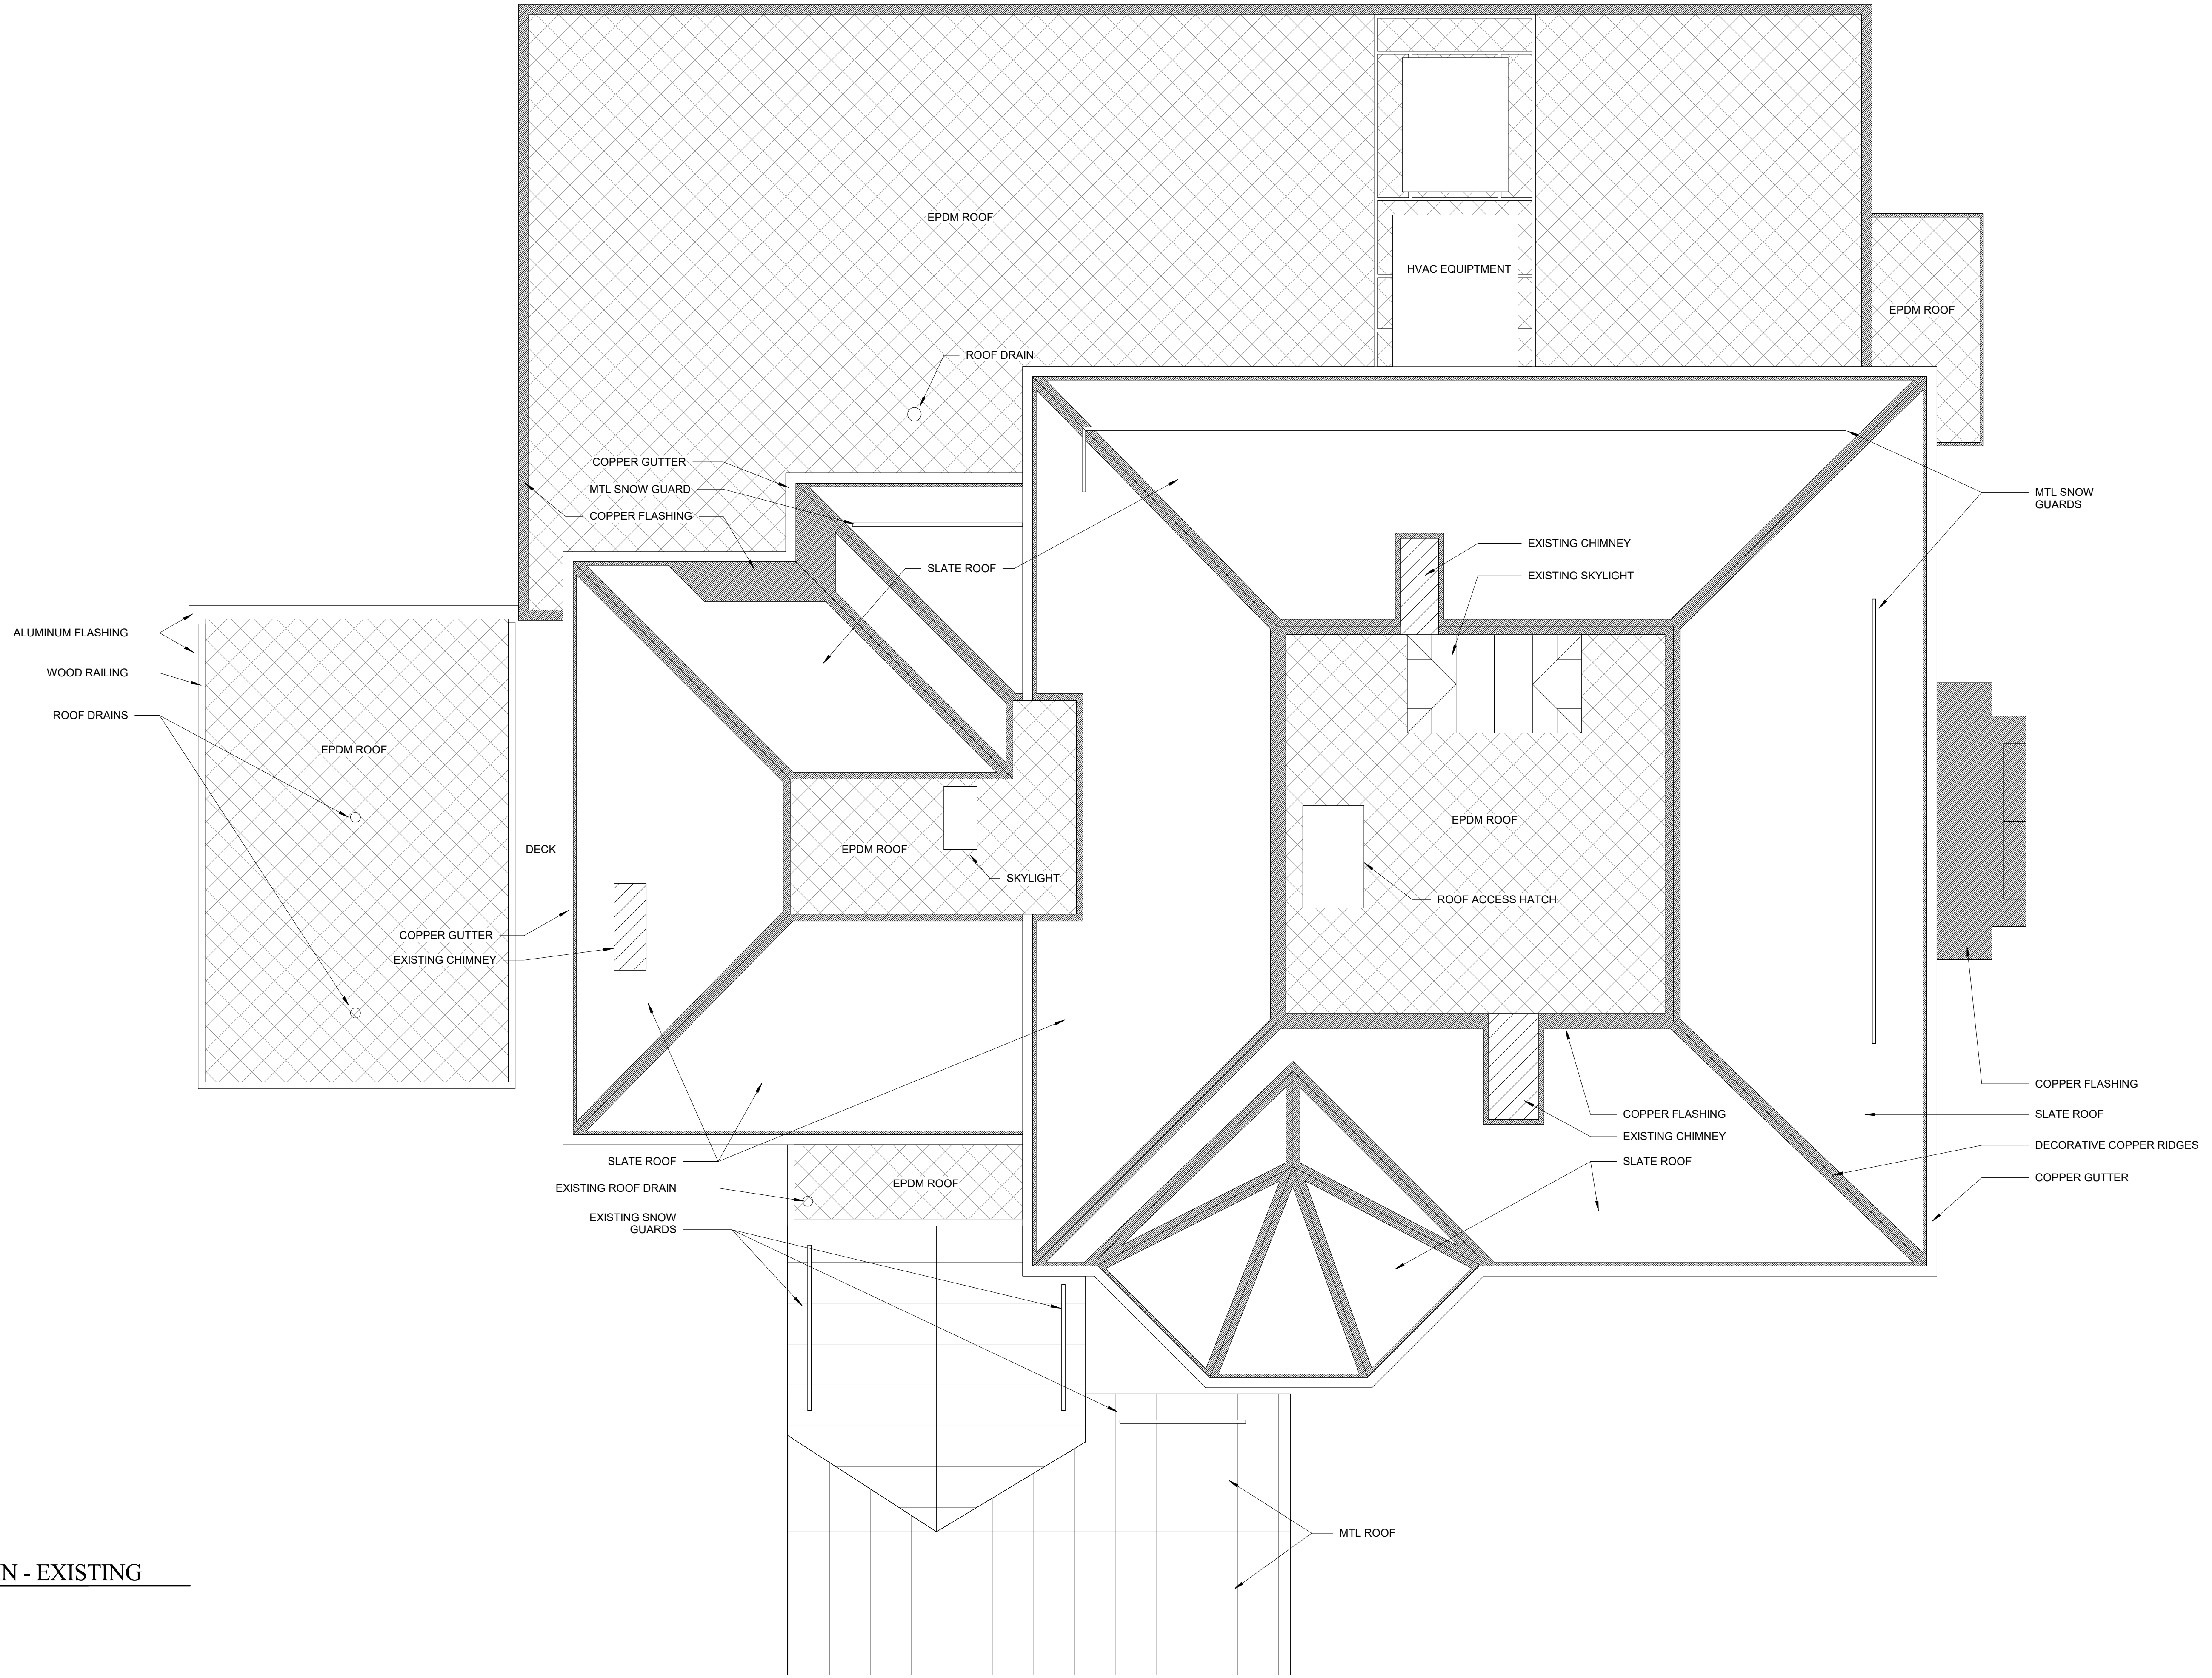 EPDM ROOF
HVAC EQUIPTMENT
EPDM ROOF
ROOF DRAIN
COPPER GUTTER
MTL SNOW GUARD
COPPER FLASHING
MTL SNOW
GUARDS
EXISTING CHIMNEY
SLATE ROOF
EXISTING SKYLIGHT
ALUMINUM FLASHING
WOOD RAILING
ROOF DRAINS
EPDM ROOF
EPDM ROOF
DECK
EPDM ROOF
SKYLIGHT
ROOF ACCESS HATCH
COPPER GUTTER
EXISTING CHIMNEY
COPPER FLASHING
COPPER FLASHING
SLATE ROOF
EXISTING CHIMNEY
DECORATIVE COPPER RIDGES
SLATE ROOF
SLATE ROOF
COPPER GUTTER
EPDM ROOF
EXISTING ROOF DRAIN
EXISTING SNOW
GUARDS
MTL ROOF
N - EXISTING